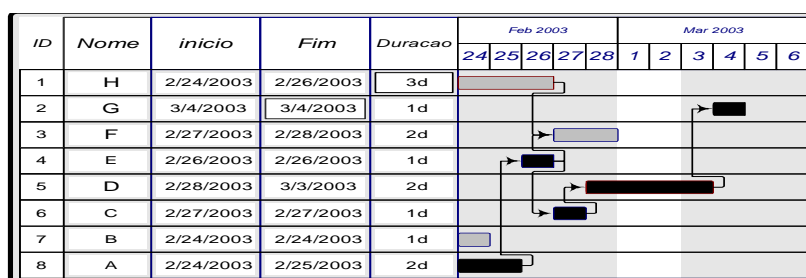 ID Nome inicio Fim Duracao Feb 2003 Mar 2003
24 25 26 27 28 1 2 3 4 5 6
1 H 2/24/2003 2/26/2003 3d
2 G 3/4/2003 3/4/2003 1d
3 F 2/27/2003 2/28/2003 2d
4 E 2/26/2003 2/26/2003 1d
5 D 2/28/2003 3/3/2003 2d
6 C 2/27/2003 2/27/2003 1d
7 B 2/24/2003 2/24/2003 1d
8 A 2/24/2003 2/25/2003 2d